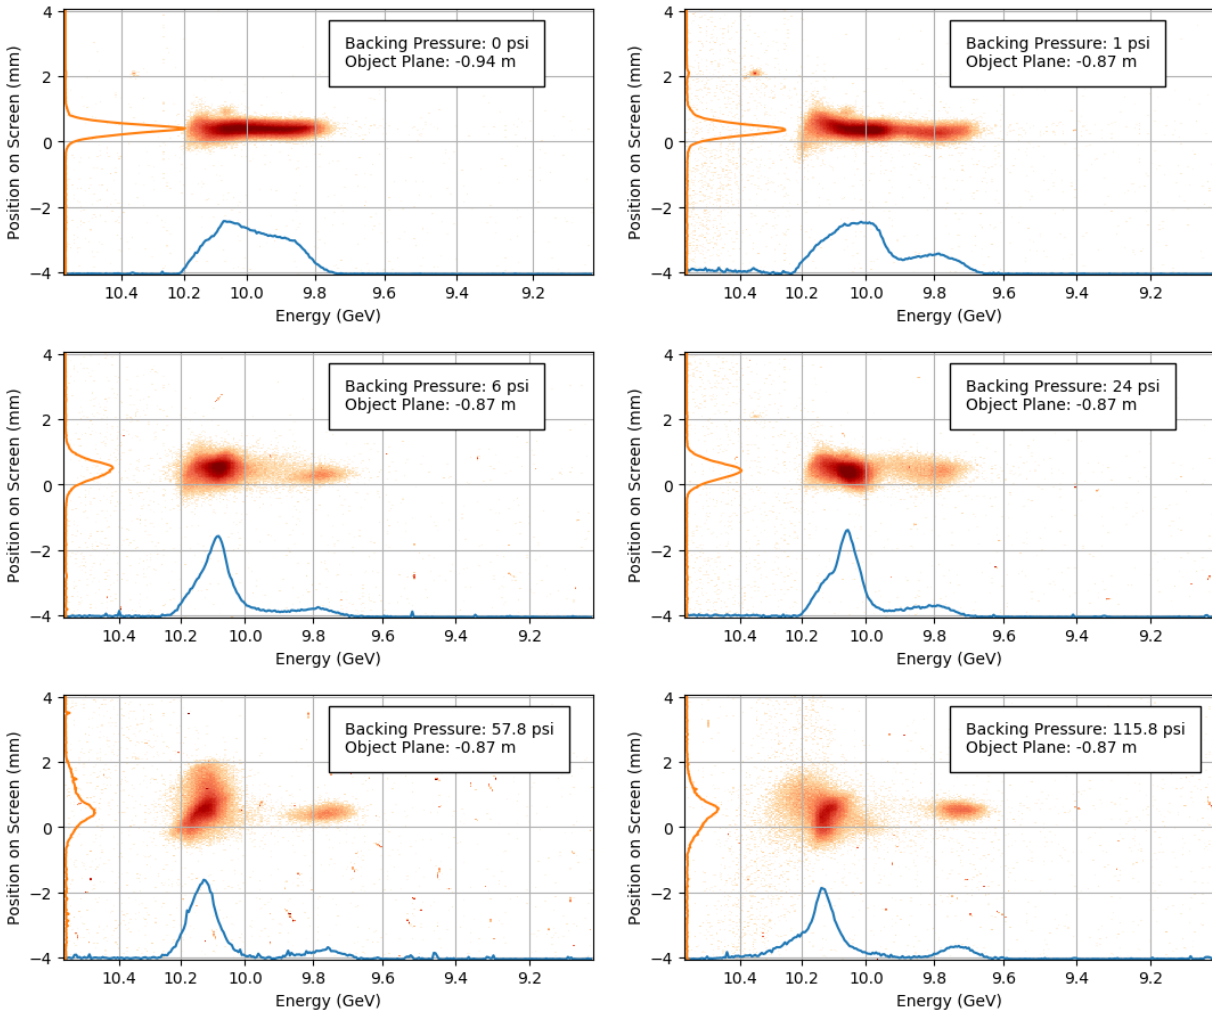 Backing Pressure: 0 psi
Object Plane: -0.94 m
Position on Screen (mm)
4
2
0
−2
−4
10.4 10.2 10.0 9.8 9.6 9.4 9.2
Energy (GeV)
Backing Pressure: 1 psi
Object Plane: -0.87 m
Position on Screen (mm)
4
2
0
−2
−4
10.4 10.2 10.0 9.8 9.6 9.4 9.2
Energy (GeV)
Backing Pressure: 6 psi
Object Plane: -0.87 m
Position on Screen (mm)
4
2
0
−2
−4
10.4 10.2 10.0 9.8 9.6 9.4 9.2
Energy (GeV)
Backing Pressure: 24 psi
Object Plane: -0.87 m
Position on Screen (mm)
4
2
0
−2
−4
10.4 10.2 10.0 9.8 9.6 9.4 9.2
Energy (GeV)
Backing Pressure: 57.8 psi
Object Plane: -0.87 m
Position on Screen (mm)
4
2
0
−2
−4
10.4 10.2 10.0 9.8 9.6 9.4 9.2
Energy (GeV)
Backing Pressure: 115.8 psi
Object Plane: -0.87 m
Position on Screen (mm)
4
2
0
−2
−4
10.4 10.2 10.0 9.8 9.6 9.4 9.2
Energy (GeV)